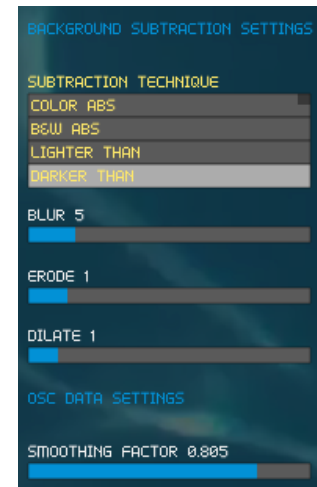 BACKGROUND SUBTRACTION SETTINGS
SUBTRACTION TECHNIQUE
COLOR ABS
B&W ABS
LIGHTER THAN
DARKER THAN
BLUR 5
ERODE 1
DILATE 1
OSC DATA SETTINGS
SMOOTHING FACTOR 0.805